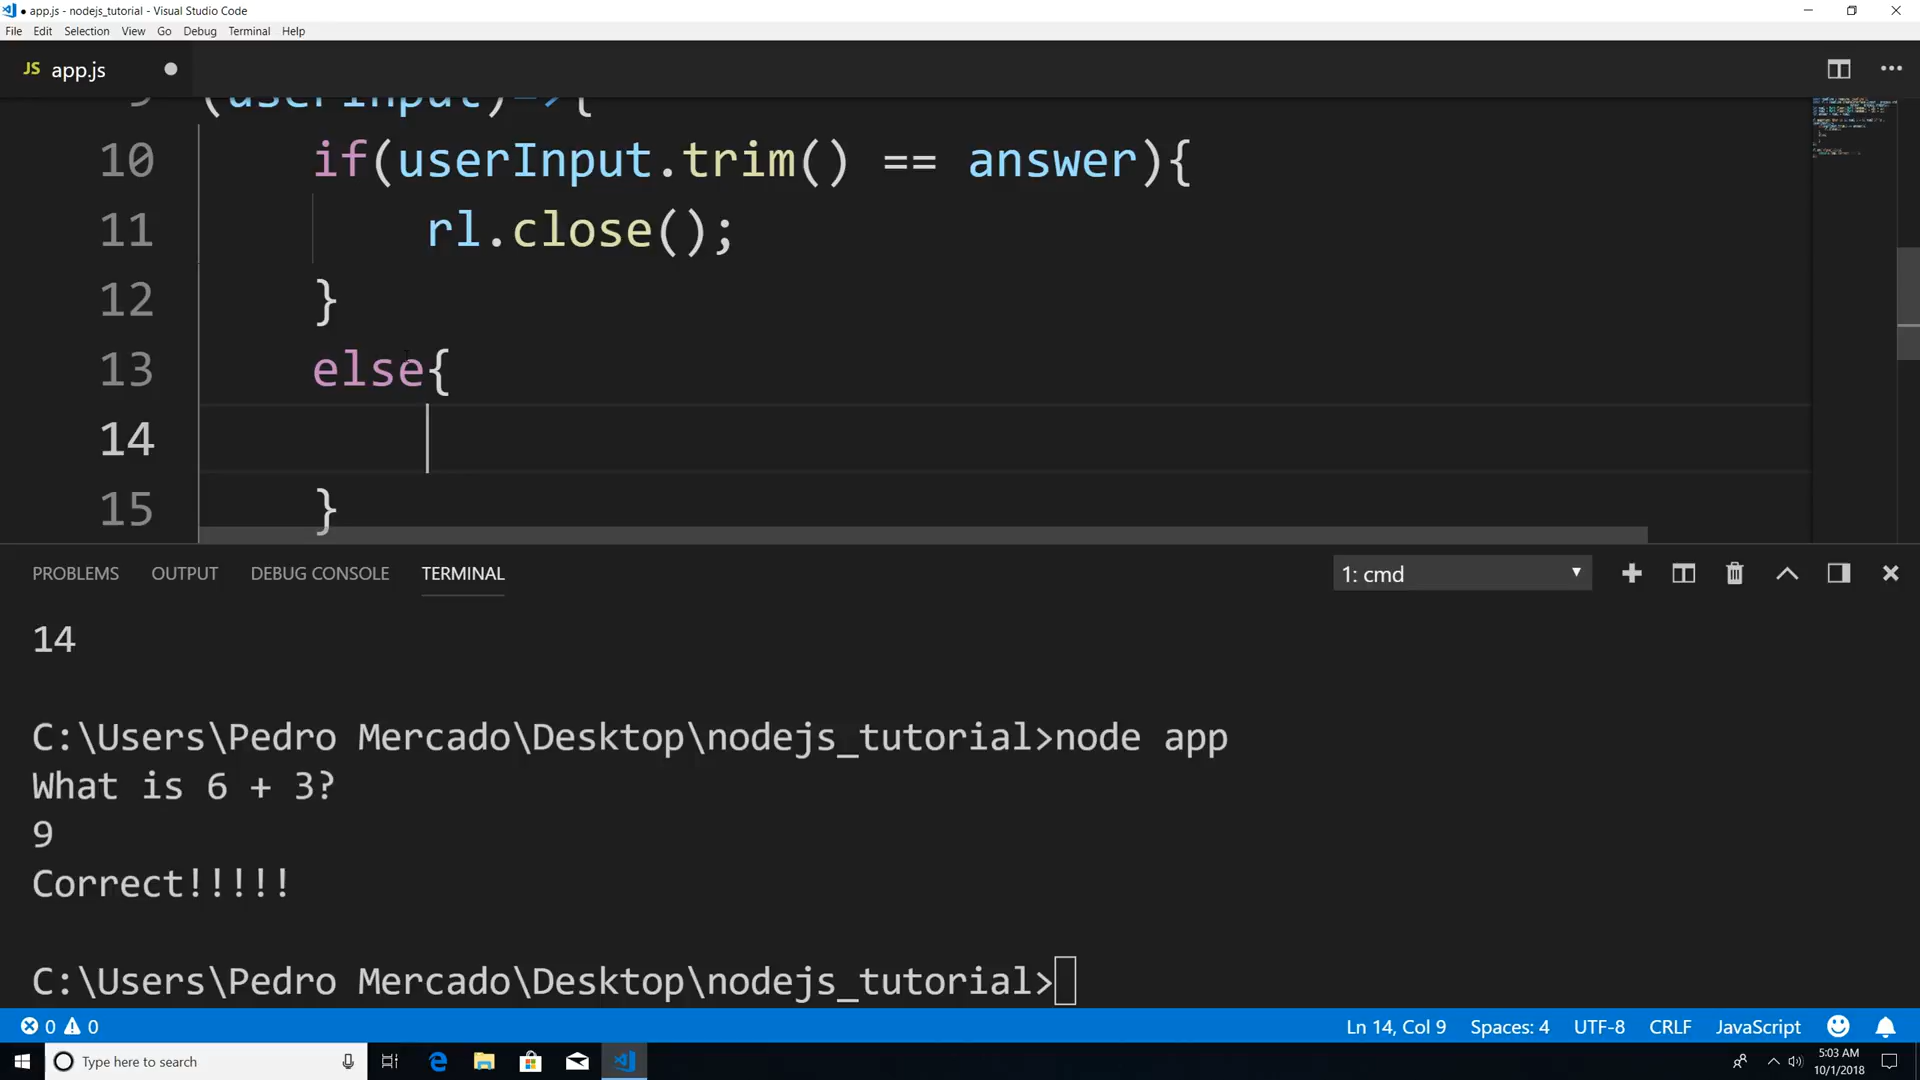 ● app.js - nodejs_tutorial - Visual Studio Code
File Edit Selection View Go Debug Terminal Help
JS app.js ●
9 (userInput)=>{
10 if(userInput.trim() == answer){
11 rl.close();
12 }
13 else{
14
15 }
PROBLEMS OUTPUT DEBUG CONSOLE TERMINAL 1: cmd
14
C:\Users\Pedro Mercado\Desktop\nodejs_tutorial>node app
What is 6 + 3?
9
Correct!!!!!
C:\Users\Pedro Mercado\Desktop\nodejs_tutorial>
0 0 Ln 14, Col 9 Spaces: 4 UTF-8 CRLF JavaScript
Type here to search
5:03 AM
10/1/2018